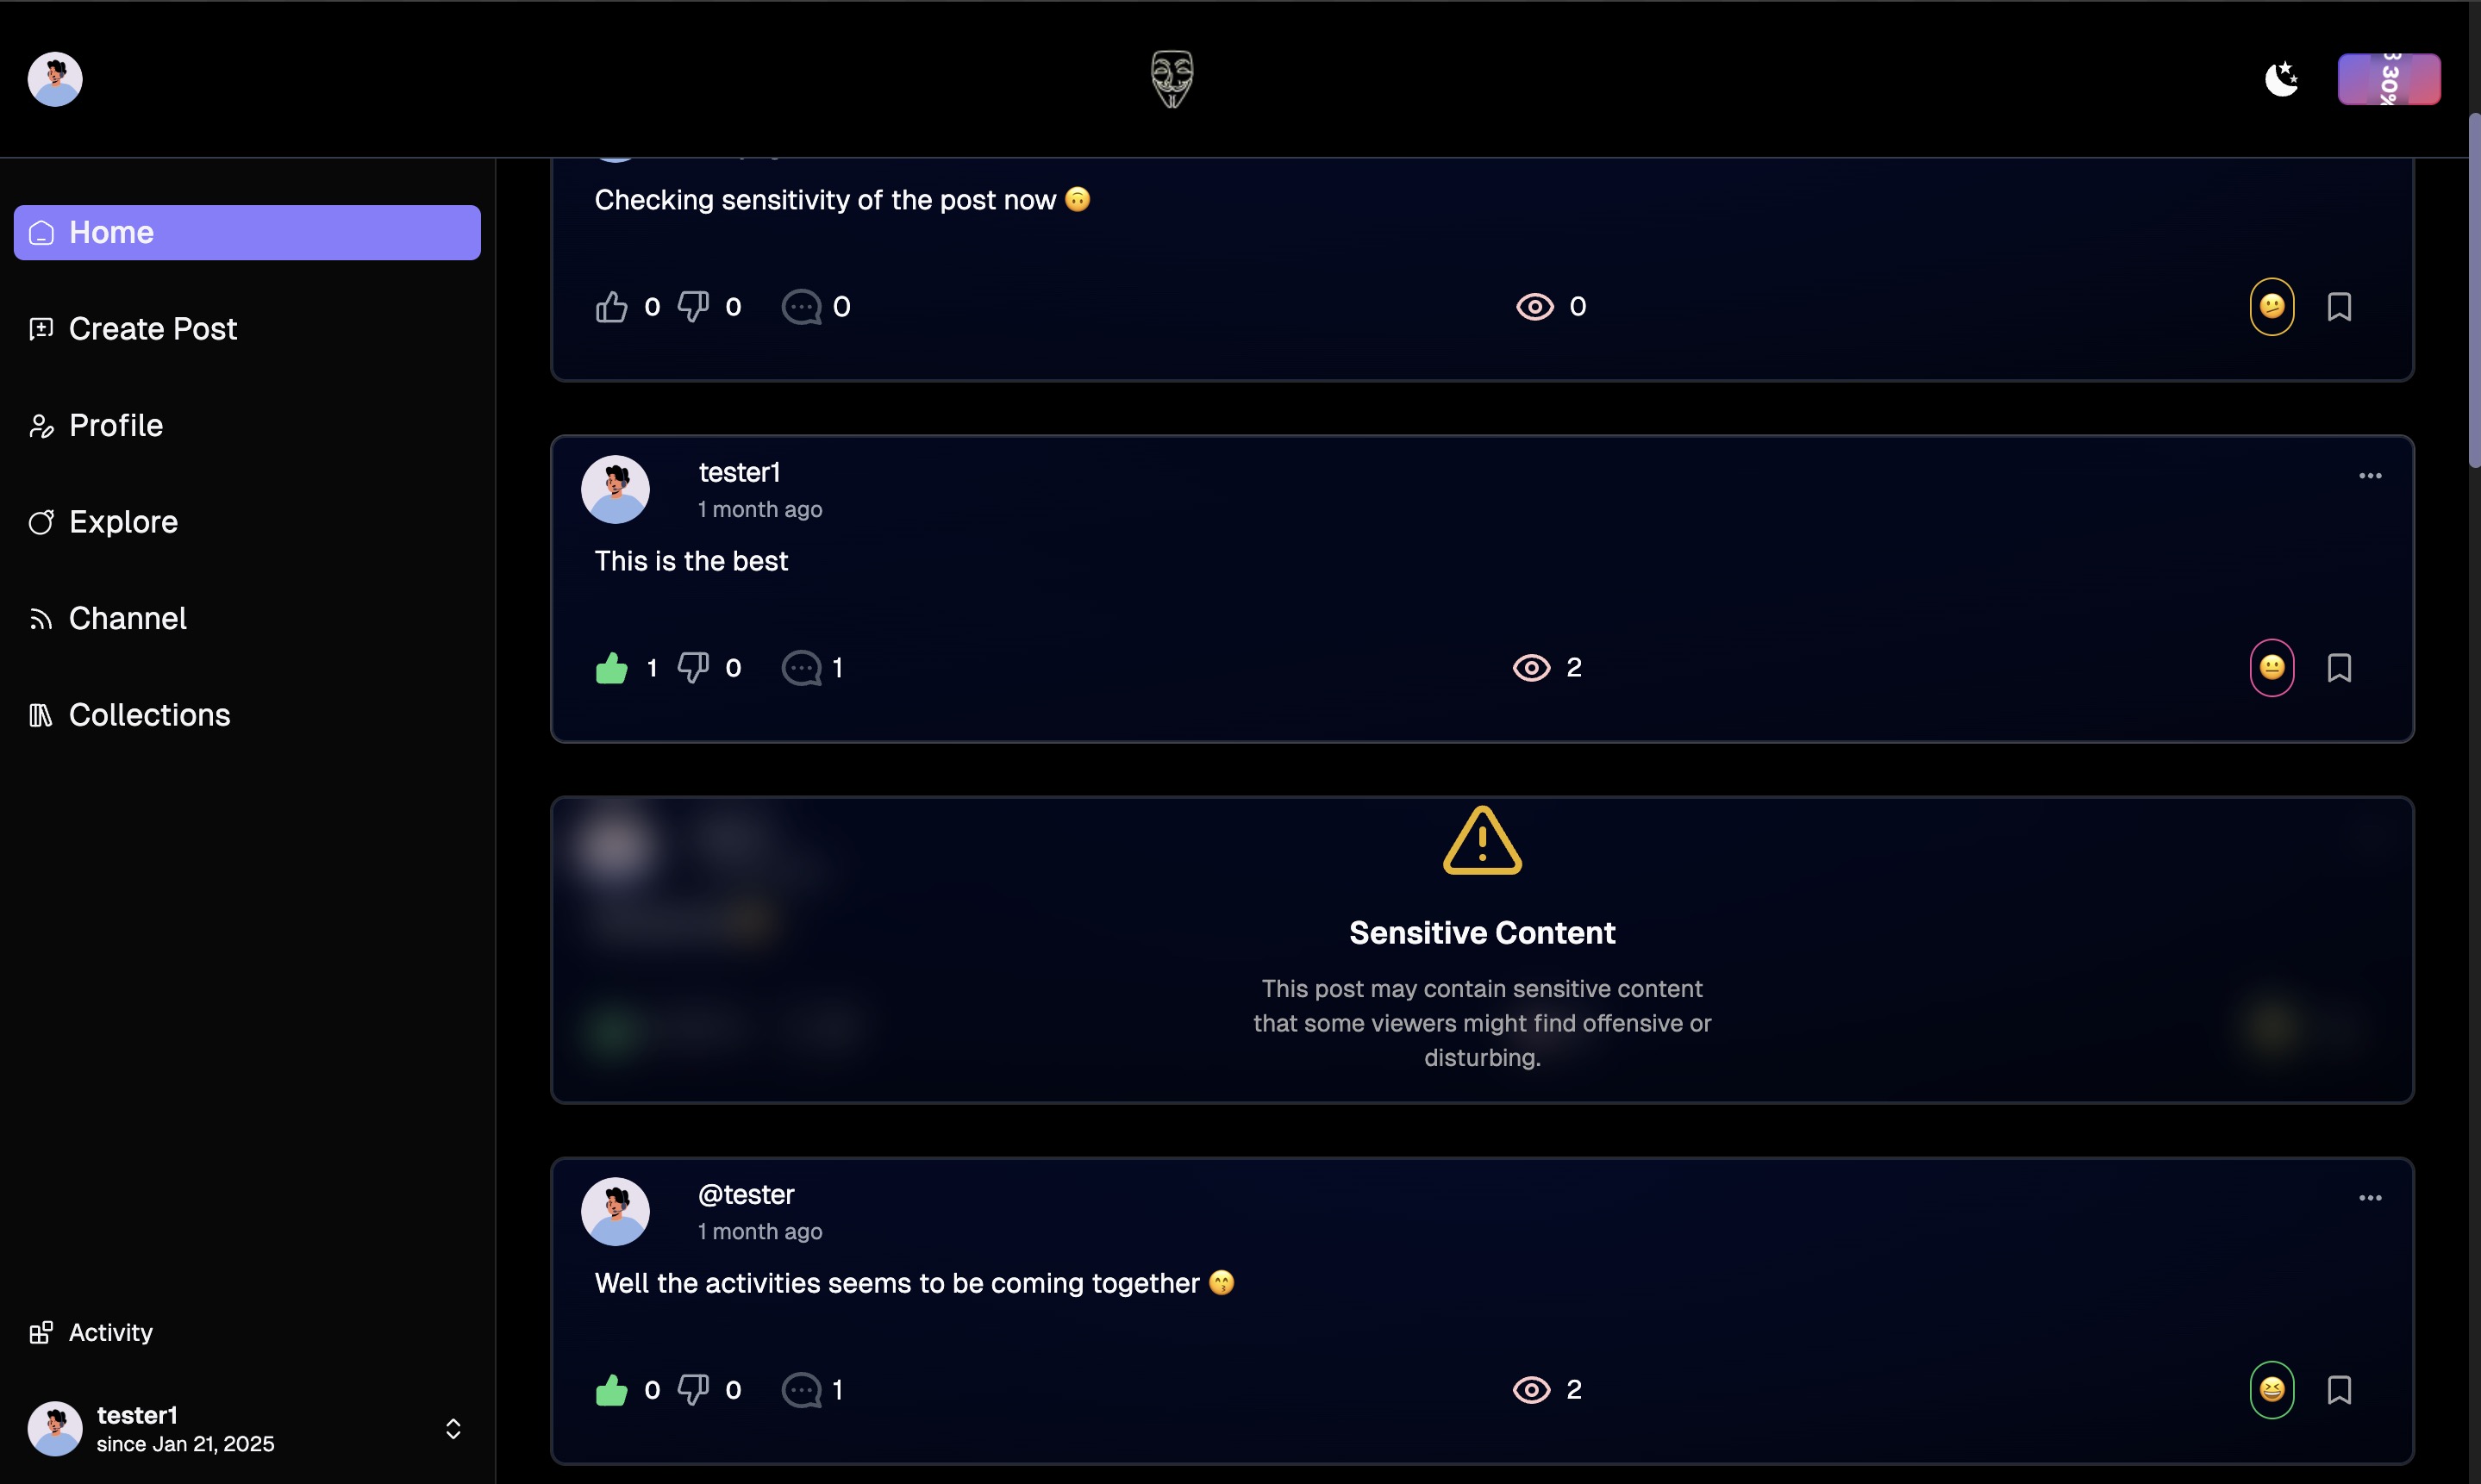 30%
Home
Create Post
Profile
Explore
Channel
Collections
Activity
tester1
since Jan 21, 2025
Checking sensitivity of the post now 🙃
0 0 0 0
tester1
1 month ago
This is the best
1 0 1 2
Sensitive Content
This post may contain sensitive content
that some viewers might find offensive or
disturbing.
@tester
1 month ago
Well the activities seems to be coming together 😙
0 0 1 2